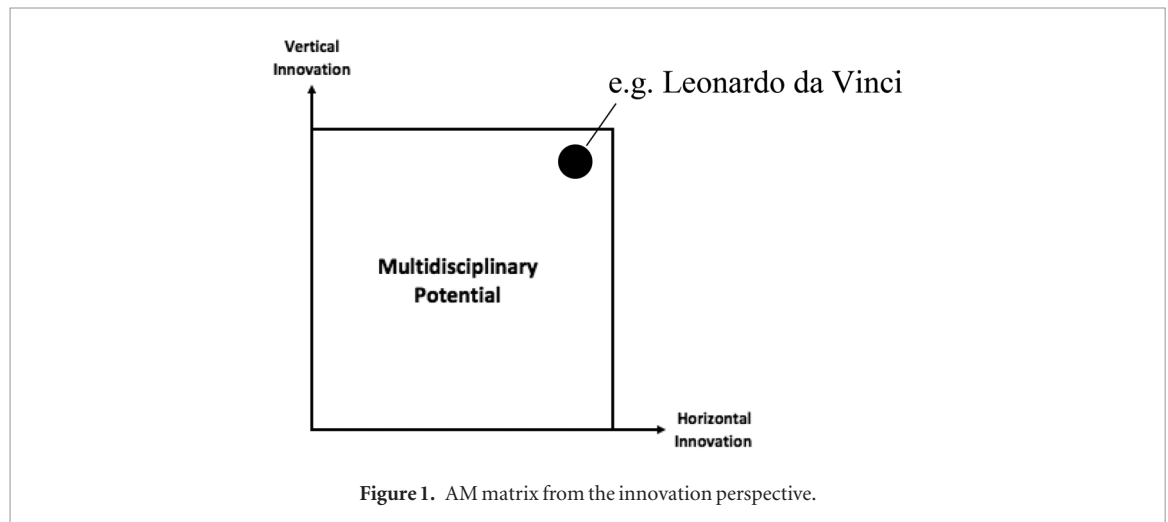 Vertical
Innovation
e.g. Leonardo da Vinci
Multidisciplinary
Potential
Horizontal
Innovation
Figure 1. AM matrix from the innovation perspective.